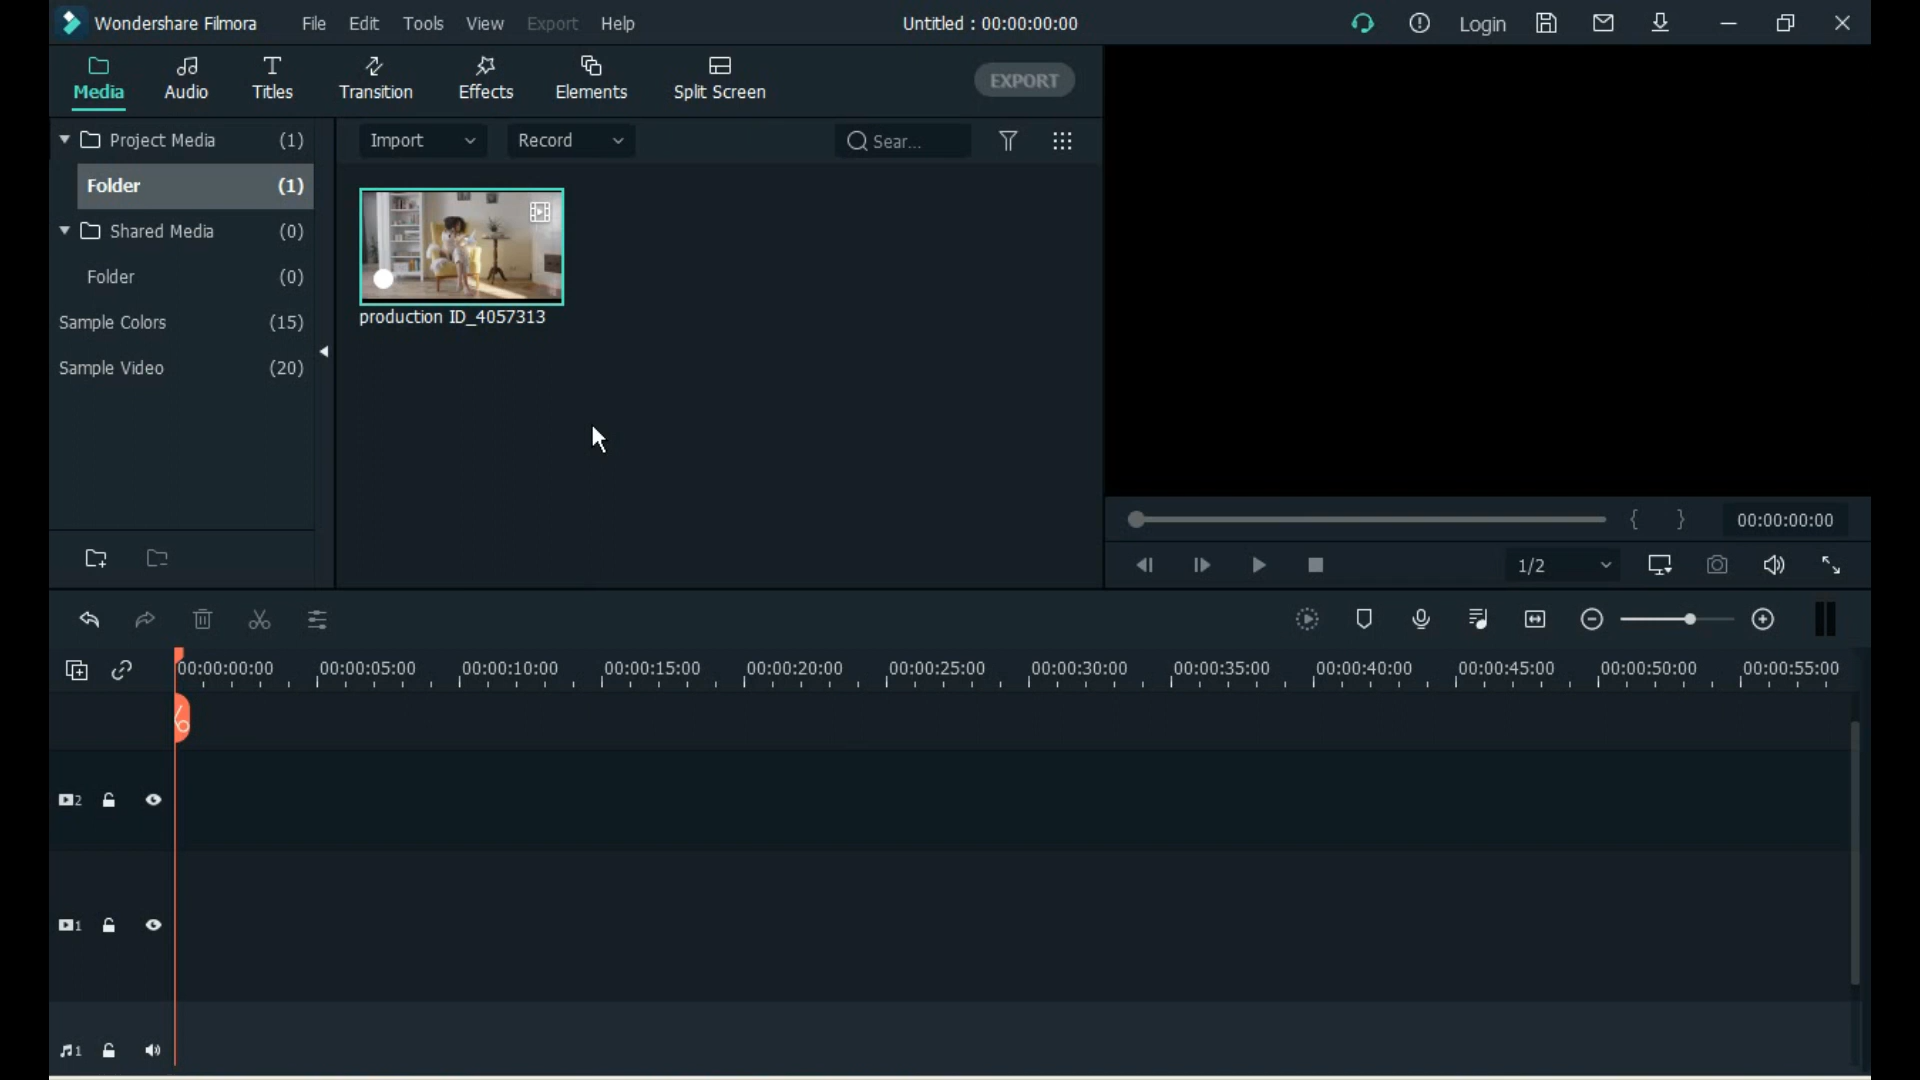 Wondershare Filmora File Edit Tools View Export Help Untitled : 00:00:00:00 Login
Media Audio Titles Transition Effects Elements Split Screen EXPORT
Project Media (1) Import Record Sear...
Folder (1)
Shared Media (0)
Folder (0)
Sample Colors (15)
Sample Video (20)
production ID_4057313
{ } 00:00:00:00
1/2
00:00:00:00 00:00:05:00 00:00:10:00 00:00:15:00 00:00:20:00 00:00:25:00 00:00:30:00 00:00:35:00 00:00:40:00 00:00:45:00 00:00:50:00 00:00:55:00
2
1
1